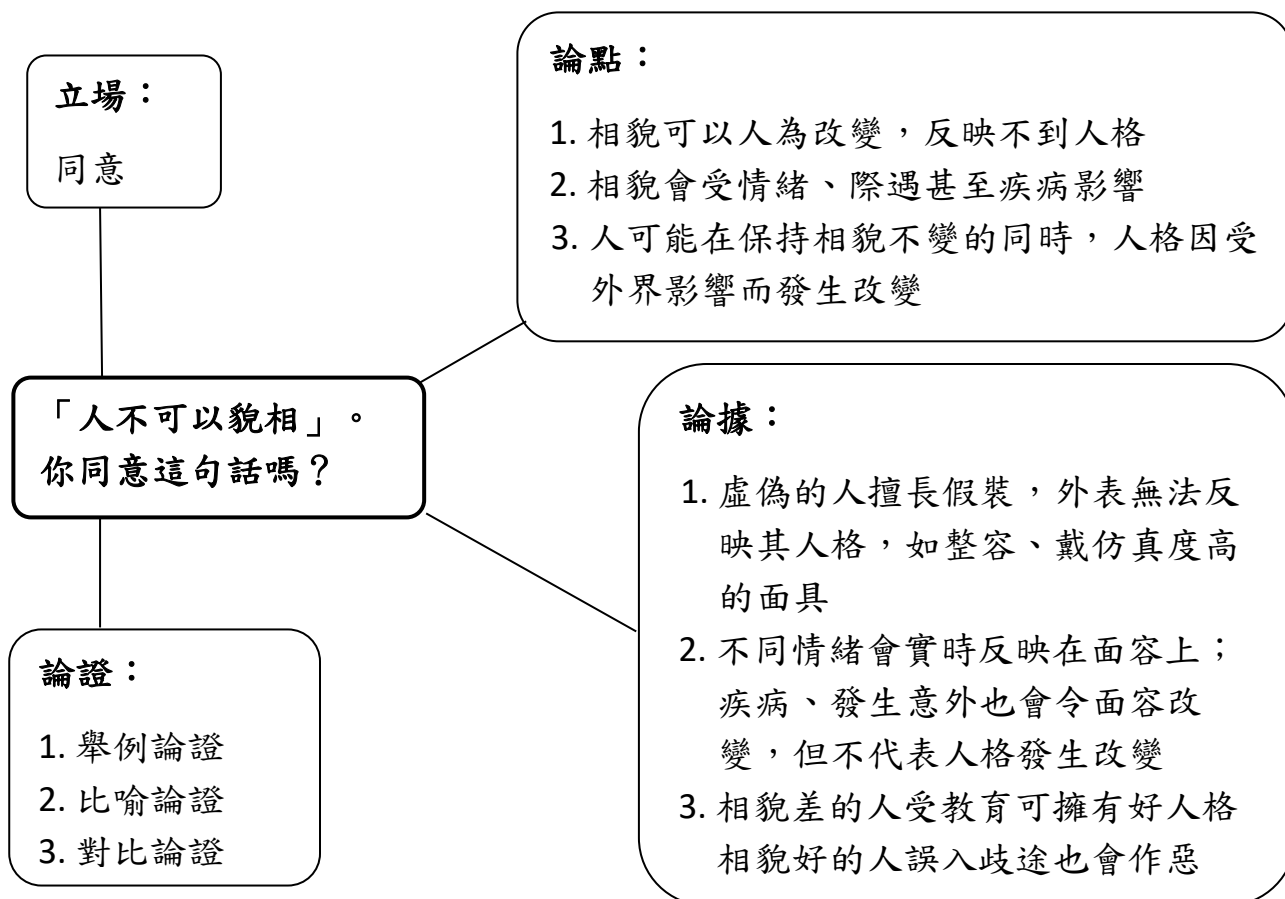 立場：
同意
論點：
1. 相貌可以人為改變，反映不到人格
2. 相貌會受情緒、際遇甚至疾病影響
3. 人可能在保持相貌不變的同時，人格因受
外界影響而發生改變
「人不可以貌相」。
你同意這句話嗎？
論據：
1. 虛偽的人擅長假裝，外表無法反
映其人格，如整容、戴仿真度高
的面具
2. 不同情緒會實時反映在面容上；
疾病、發生意外也會令面容改
變，但不代表人格發生改變
3. 相貌差的人受教育可擁有好人格
相貌好的人誤入歧途也會作惡
論證：
1. 舉例論證
2. 比喻論證
3. 對比論證